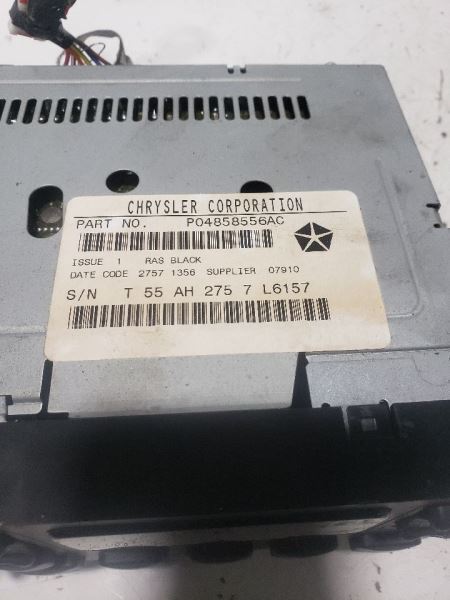 CHRYSLER CORPORATION
PART NO. P04858556AC
ISSUE 1 RAS BLACK
DATE CODE 2757 1356 SUPPLIER 07910
S/N T 55 AH 275 7 L6157